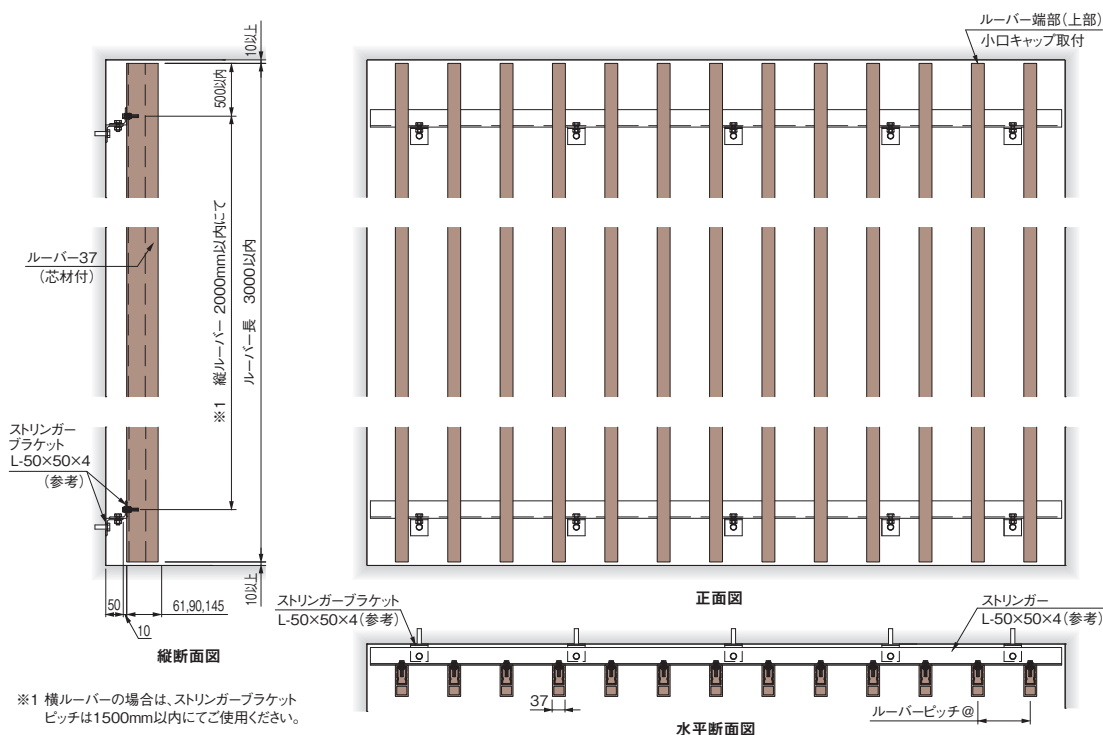 10以上
500以内
※1 縦ルーバー 2000mm以内にて
ルーバー長 3000以内
ルーバー37
(芯材付)
ストリンガー
ブラケット
L-50×50×4
(参考)
10以上
50
61,90,145
10
縦断面図
※1 横ルーバーの場合は、ストリンガーブラケット
ピッチは1500mm以内にてご使用ください。
ルーバー端部(上部)
小口キャップ取付
正面図
ストリンガーブラケット
L-50×50×4(参考)
ストリンガー
L-50×50×4(参考)
37
ルーバーピッチ@
水平断面図